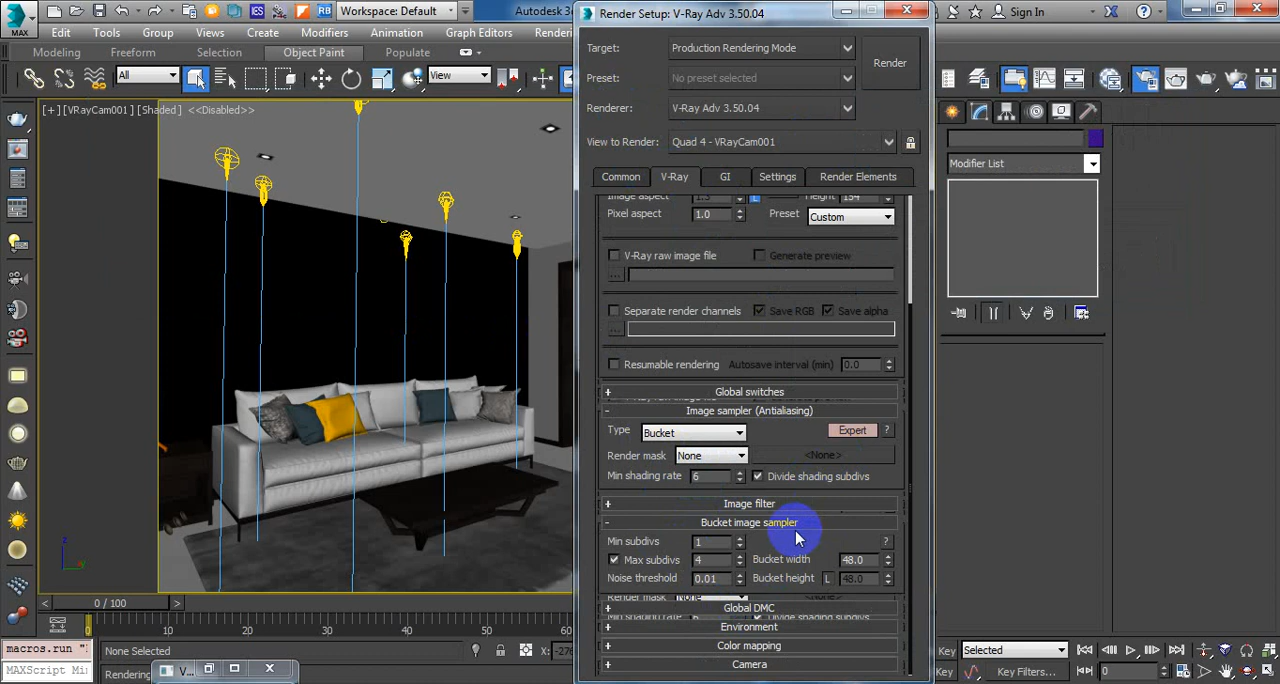 MAX
Workspace: Default
Autodesk 3d
Render Setup: V-Ray Adv 3.50.04
Sign In
Edit Tools Group Views Create Modifiers Animation Graph Editors
Modeling Freeform Selection Object Paint Populate
All View
[+] [VRayCam001] [Shaded] <<Disabled>>
Target: Production Rendering Mode
Render
Preset: No preset selected
Renderer: V-Ray Adv 3.50.04
View to Render: Quad 4 - VRayCam001
Common V-Ray GI Settings Render Elements
Image aspect L Height
Pixel aspect 1.0 Preset Custom
V-Ray raw image file Generate preview
...
Separate render channels Save RGB Save alpha
...
Resumable rendering Autosave interval (min) 0.0
+ Global switches
- Image sampler (Antialiasing)
Type Bucket Expert ?
Render mask None <None>
Min shading rate 6 Divide shading subdivs
+ Image filter
- Bucket image sampler
Min subdivs 1 ?
Max subdivs 4 Bucket width 48.0
Noise threshold 0.01 Bucket height L 48.0
+ Global DMC
+ Environment
+ Color mapping
+ Camera
Modifier List
z
< 0 / 100 >
0 10 20 30 40 50 60
macros.run "
MAXScript Mi
None Selected
X: -276
Rendering
V...
Key Selected
Key Key Filters... 0